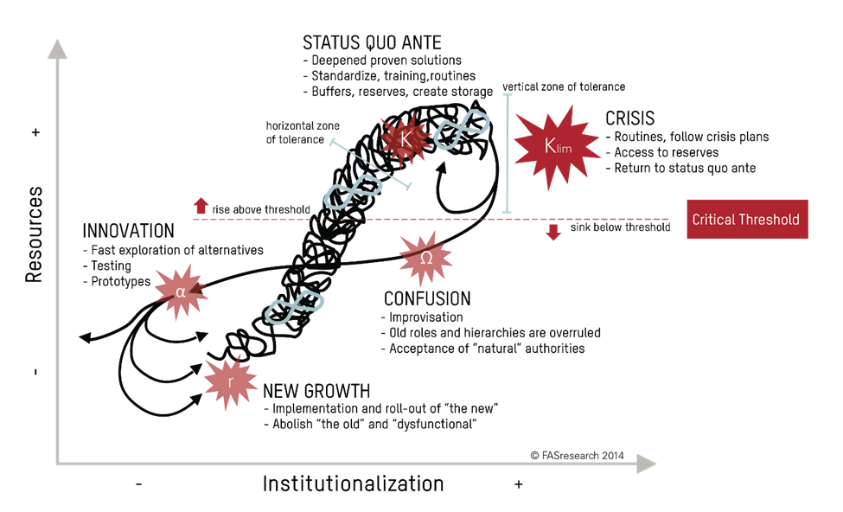 STATUS QUO ANTE
- Deepened proven solutions
- Standardize, training,routines
- Buffers, reserves, create storage
vertical zone of tolerance
horizontal zone
of tolerance
K
CRISIS
- Routines, follow crisis plans
- Access to reserves
- Return to status quo ante
Klim
+
Resources
-
rise above threshold
sink below threshold
Critical Threshold
INNOVATION
- Fast exploration of alternatives
- Testing
- Prototypes
α
Ω
CONFUSION
- Improvisation
- Old roles and hierarchies are overruled
- Acceptance of “natural” authorities
r
NEW GROWTH
- Implementation and roll-out of “the new”
- Abolish “the old” and “dysfunctional”
© FASresearch 2014
- Institutionalization +